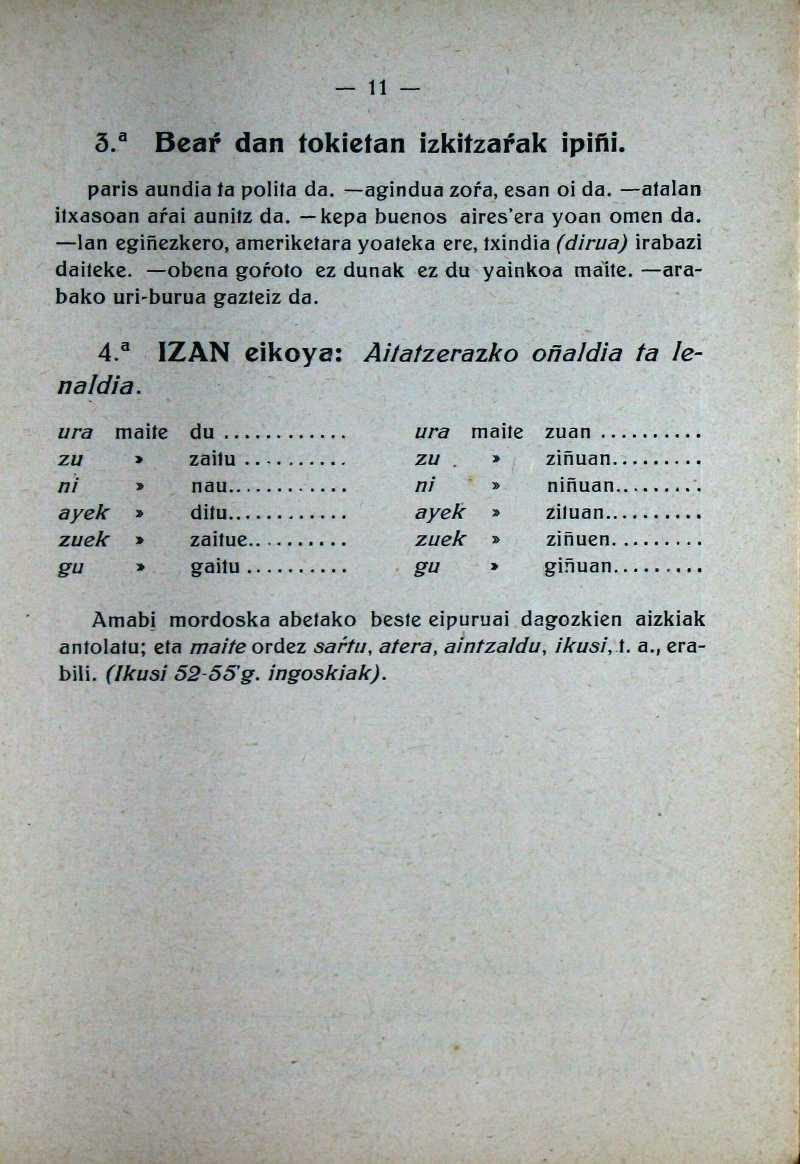 — 11 —
3.ª Beaŕ dan tokietan izkitzaŕak ipiñi.
paris aundia ta polita da. —agindua zoŕa, esan oi da. —atalan
itxasoan aŕai aunitz da. —kepa buenos aires'era yoan omen da.
—lan egiñezkero, ameriketara yoateka ere, txindia (dirua) irabazi
daiteke. —obena goŕoto ez dunak ez du yainkoa maite. —ara-
bako uri-burua gazteiz da.
4.ª IZAN eikoya: Aitatzerazko oñaldia ta le-
naldia.
ura maite du ............ ura maite zuan ..........
zu » zaitu .......... zu » ziñuan.........
ni » nau............ ni » niñuan.........
ayek » ditu............ ayek » zituan..........
zuek » zaitue.......... zuek » ziñuen..........
gu » gaitu .......... gu » giñuan.........
Amabi mordoska abetako beste eipuruai dagozkien aizkiak
antolatu; eta maite ordez saŕtu, atera, aintzaldu, ikusi, t. a., era-
bili. (Ikusi 52-55'g. ingoskiak).